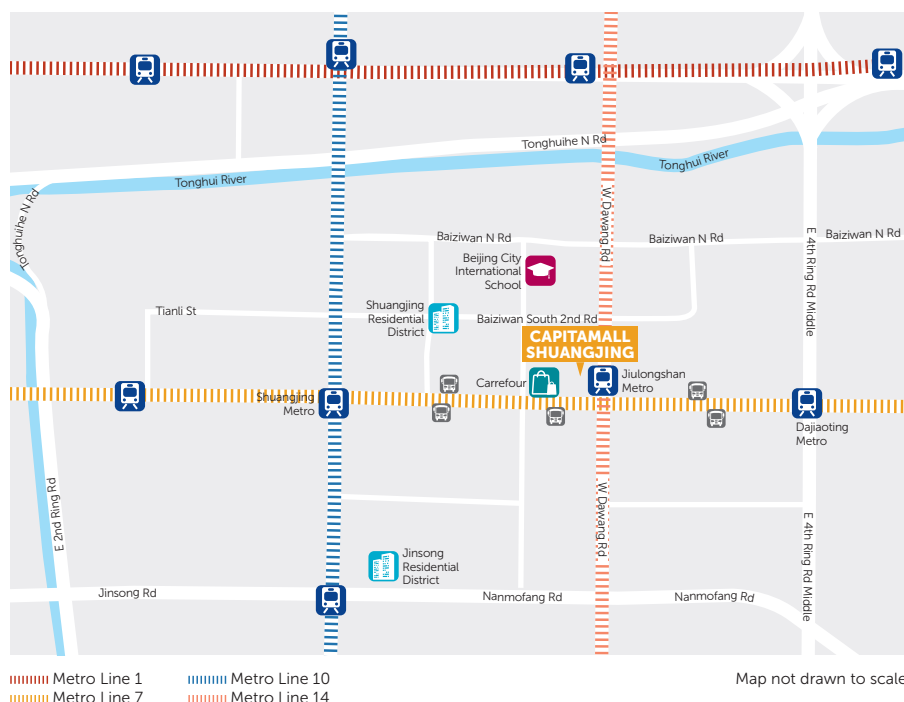 Tonghuihe N Rd
Tonghui River
Tonghui River
Tonghuihe N Rd
W Dawang Rd
Baiziwan N Rd
Baiziwan N Rd
Baiziwan N Rd
E 4th Ring Rd Middle
Beijing City
International
School
Shuangjing
Residential
District
Tianli St
Baiziwan South 2nd Rd
CAPITAMALL
SHUANGJING
Carrefour
Jiulongshan
Metro
Shuangjing
Metro
Dajiaoting
Metro
E 2nd Ring Rd
W Dawang Rd
E 4th Ring Rd Middle
Jinsong
Residential
District
Jinsong Rd
Nanmofang Rd
Nanmofang Rd
Metro Line 1
Metro Line 10
Map not drawn to scale
Metro Line 7
Metro Line 14